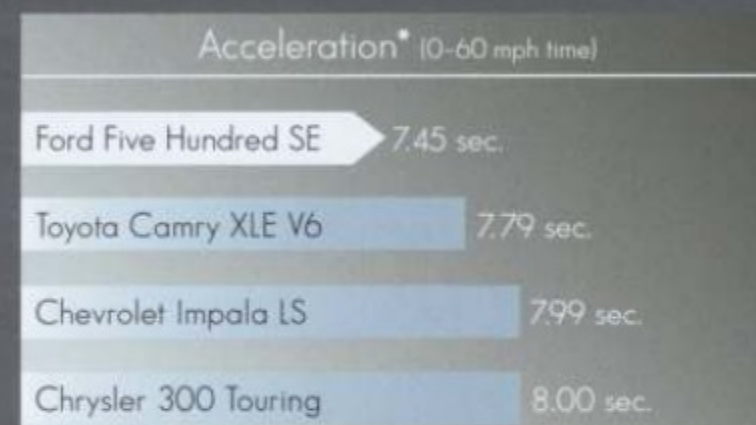 Acceleration* (0-60 mph time)
Ford Five Hundred SE 7.45 sec.
Toyota Camry XLE V6 7.79 sec.
Chevrolet Impala LS 7.99 sec.
Chrysler 300 Touring 8.00 sec.